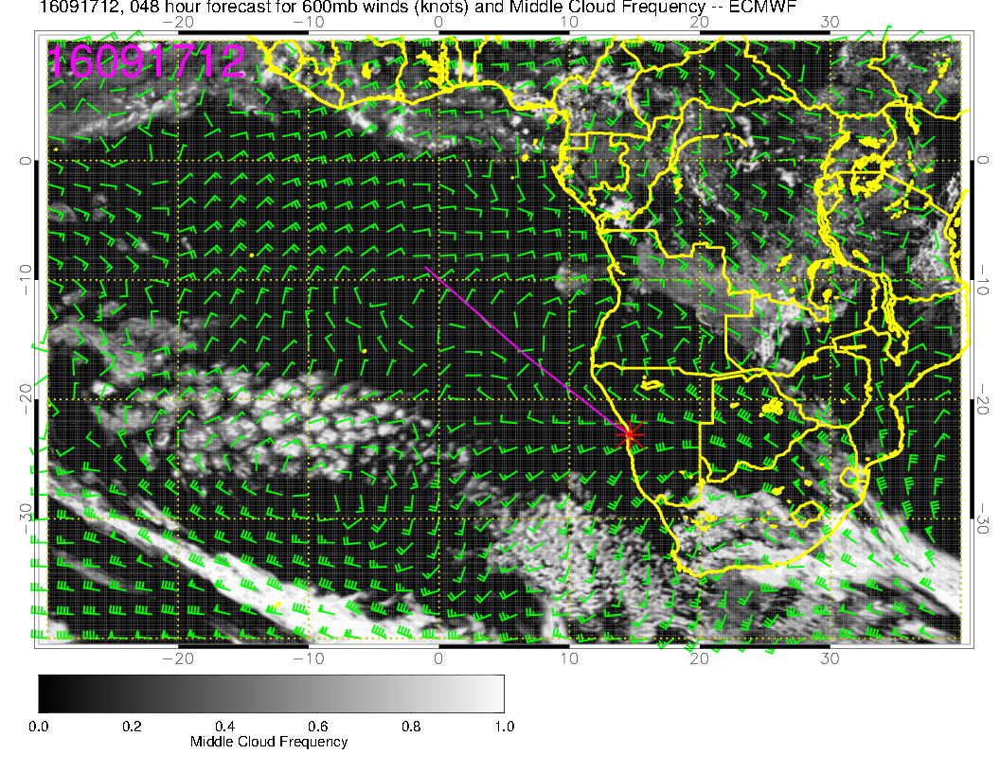 16091712, 048 hour forecast for 600mb winds (knots) and Middle Cloud Frequency -- ECMWF
−20 −10 0 10 20 30
16091712
0 0
−10 −10
−20 −20
−30 −30
−20 −10 0 10 20 30
0.0 0.2 0.4 0.6 0.8 1.0
Middle Cloud Frequency